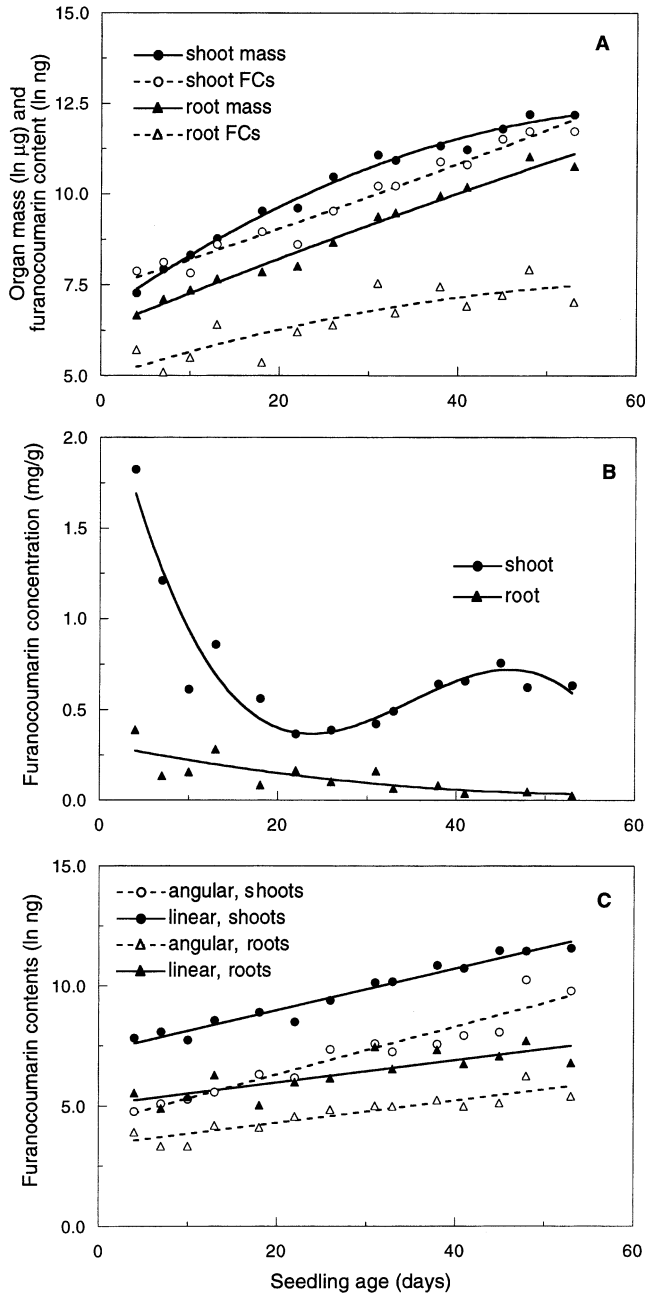 15.0
12.5
10.0
7.5
5.0
Organ mass (ln µg) and
furanocoumarin content (ln ng)
A
shoot mass
shoot FCs
root mass
root FCs
0 20 40 60
2.0
1.5
1.0
0.5
0.0
Furanocoumarin concentration (mg/g)
B
shoot
root
0 20 40 60
15.0
10.0
5.0
0.0
Furanocoumarin contents (ln ng)
C
angular, shoots
linear, shoots
angular, roots
linear, roots
0 20 40 60
Seedling age (days)